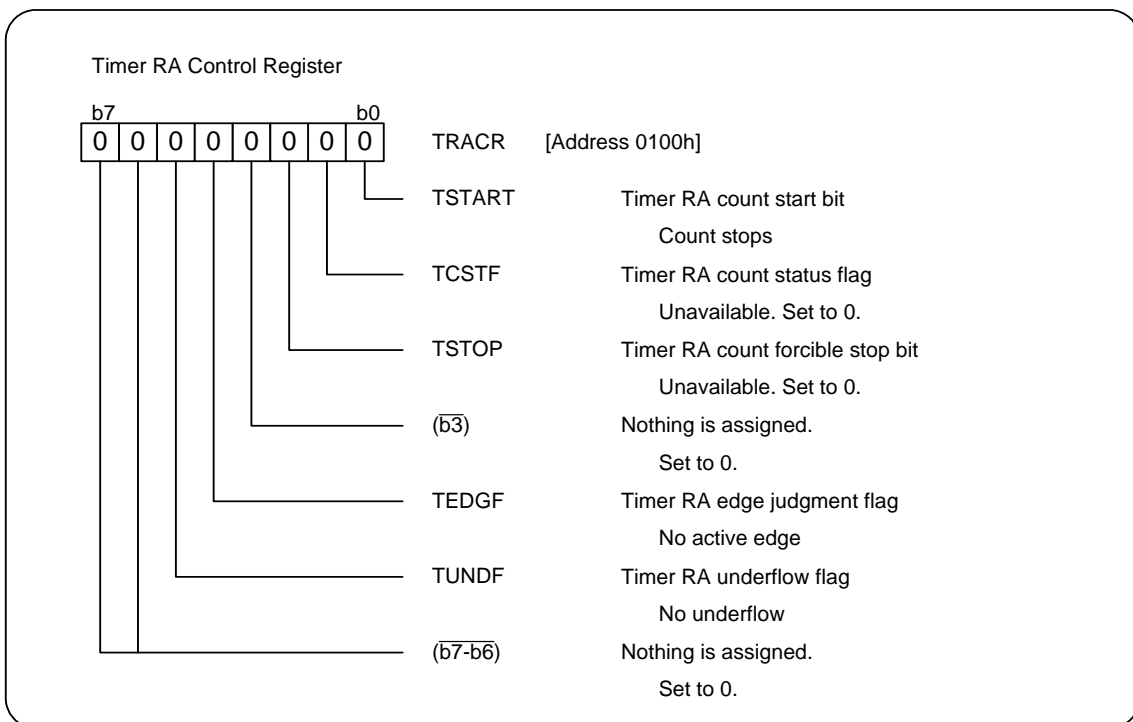 Timer RA Control Register
b7 b0
0 0 0 0 0 0 0 0 TRACR [Address 0100h]
TSTART Timer RA count start bit
Count stops
TCSTF Timer RA count status flag
Unavailable. Set to 0.
TSTOP Timer RA count forcible stop bit
Unavailable. Set to 0.
(b̅3̅) Nothing is assigned.
Set to 0.
TEDGF Timer RA edge judgment flag
No active edge
TUNDF Timer RA underflow flag
No underflow
(b̅7̅-̅b̅6̅) Nothing is assigned.
Set to 0.